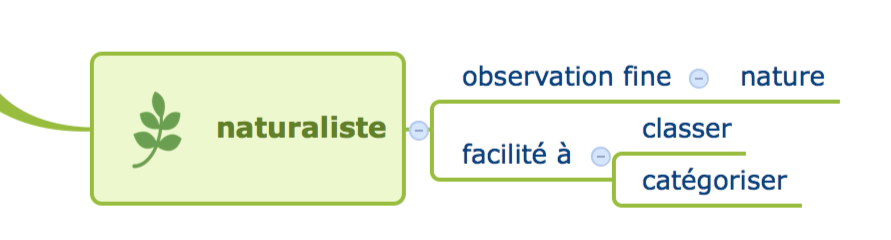 naturaliste
observation fine nature
facilité à
classer
catégoriser